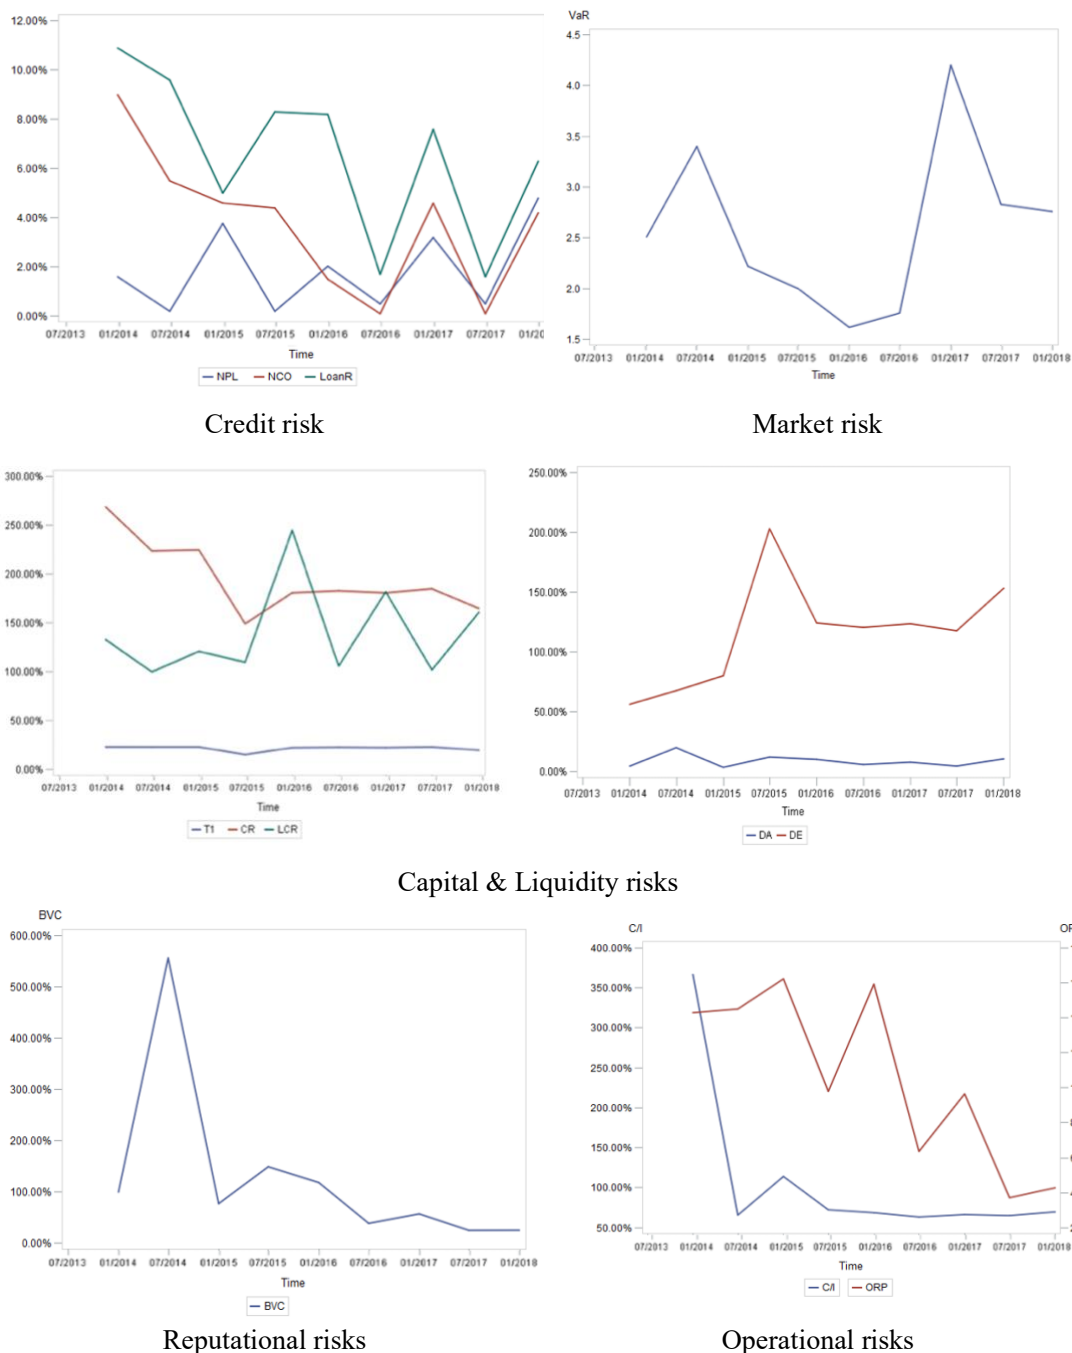 12.00%
10.00%
8.00%
6.00%
4.00%
2.00%
0.00%
07/2013 01/2014 07/2014 01/2015 07/2015 01/2016 07/2016 01/2017 07/2017 01/20
Time
NPL NCO LoanR
Credit risk
VaR
4.5
4.0
3.5
3.0
2.5
2.0
1.5
07/2013 01/2014 07/2014 01/2015 07/2015 01/2016 07/2016 01/2017 07/2017 01/2018
Time
Market risk
300.00%
250.00%
200.00%
150.00%
100.00%
50.00%
0.00%
07/2013 01/2014 07/2014 01/2015 07/2015 01/2016 07/2016 01/2017 07/2017 01/2018
Time
T1 CR LCR
250.00%
200.00%
150.00%
100.00%
50.00%
0.00%
07/2013 01/2014 07/2014 01/2015 07/2015 01/2016 07/2016 01/2017 07/2017 01/2018
Time
DA DE
Capital & Liquidity risks
BVC
600.00%
500.00%
400.00%
300.00%
200.00%
100.00%
0.00%
07/2013 01/2014 07/2014 01/2015 07/2015 01/2016 07/2016 01/2017 07/2017 01/2018
Time
BVC
Reputational risks
C/I
400.00%
350.00%
300.00%
250.00%
200.00%
150.00%
100.00%
50.00%
07/2013 01/2014 07/2014 01/2015 07/2015 01/2016 07/2016 01/2017 07/2017 01/2018
Time
C/I ORP
Operational risks